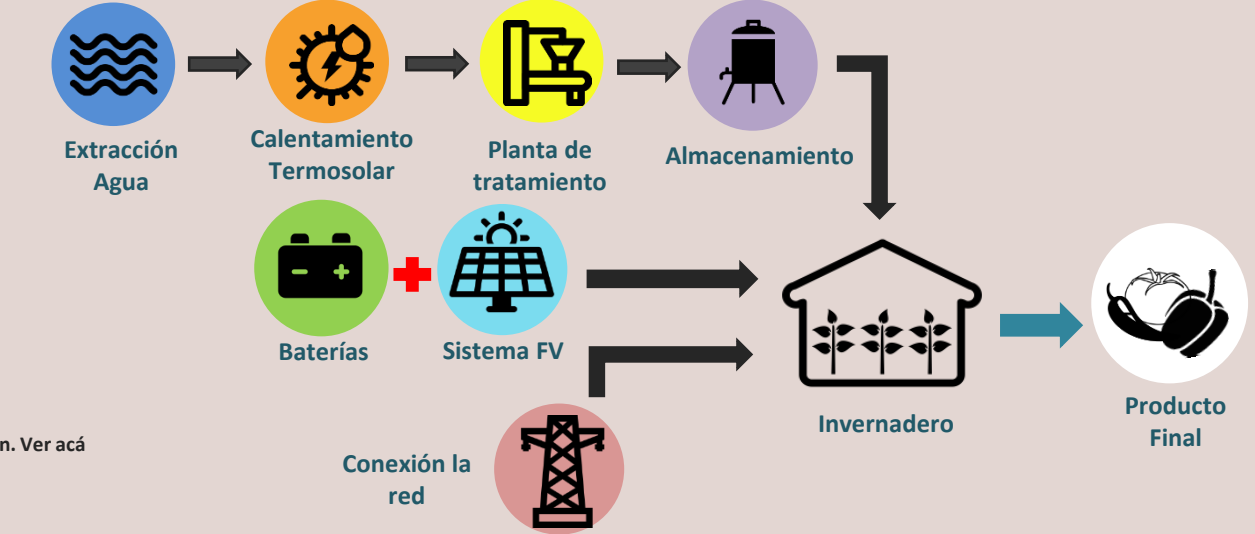 Extracción
Agua
Calentamiento
Termosolar
Planta de
tratamiento
Almacenamiento
Baterías
Sistema FV
Invernadero
Producto
Final
n. Ver acá
Conexión la
red